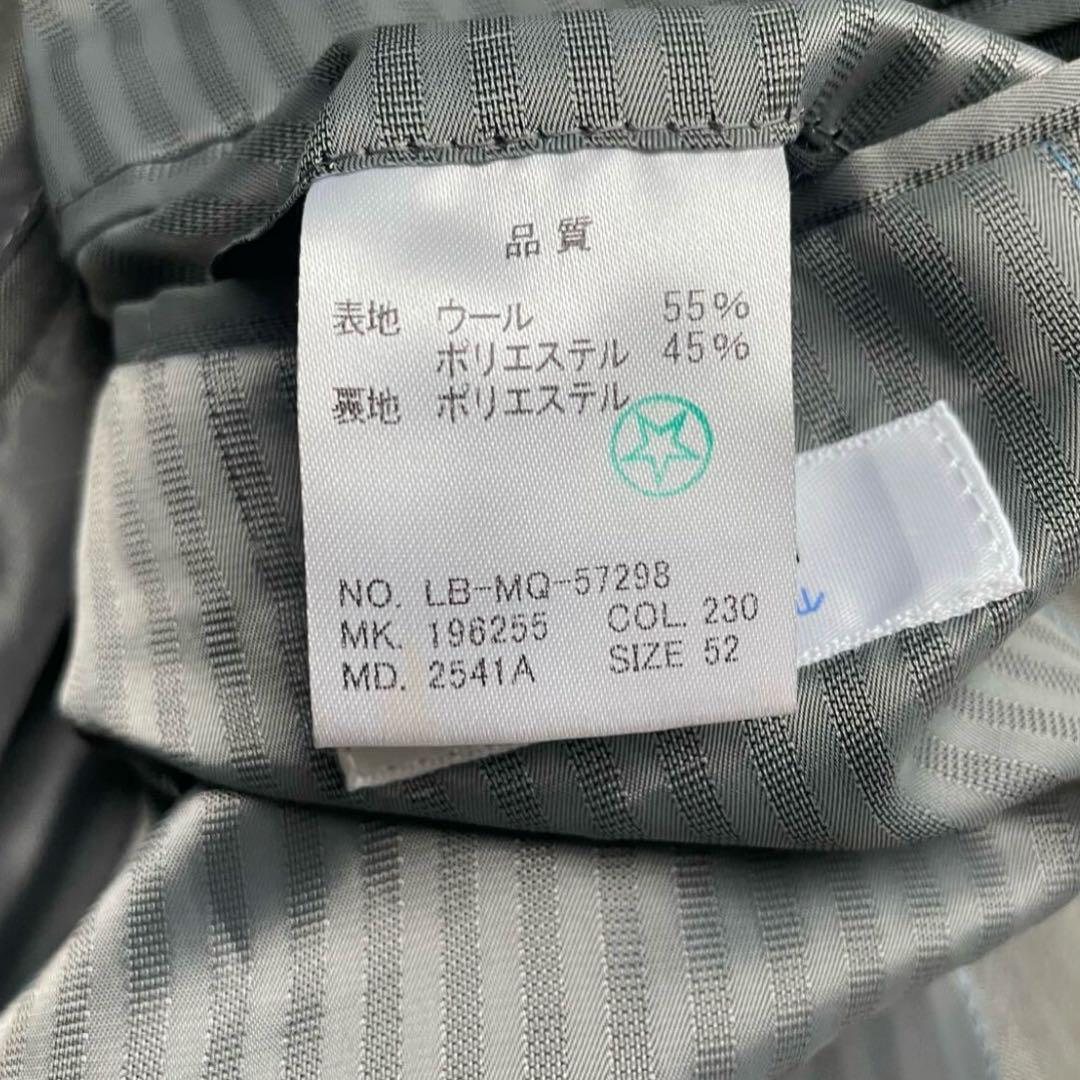 品質
表地 ウール 55%
ポリエステル 45%
裏地 ポリエステル
NO. LB-MQ-57298
MK. 196255 COL. 230
MD. 2541A SIZE 52